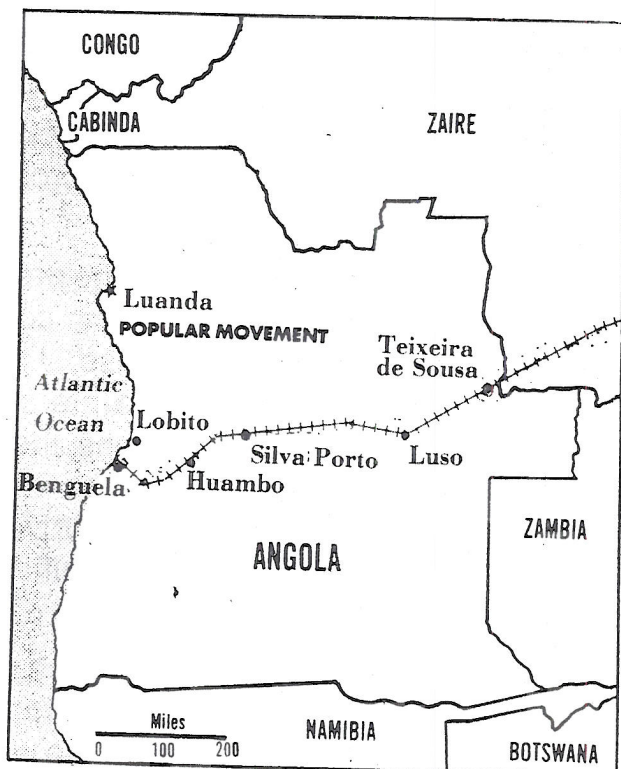 CONGO
CABINDA
ZAIRE
Luanda
POPULAR MOVEMENT
Teixeira
de Sousa
Atlantic
Ocean
Lobito
Silva Porto
Luso
Benguela
Huambo
ANGOLA
ZAMBIA
Miles
0 100 200
NAMIBIA
BOTSWANA